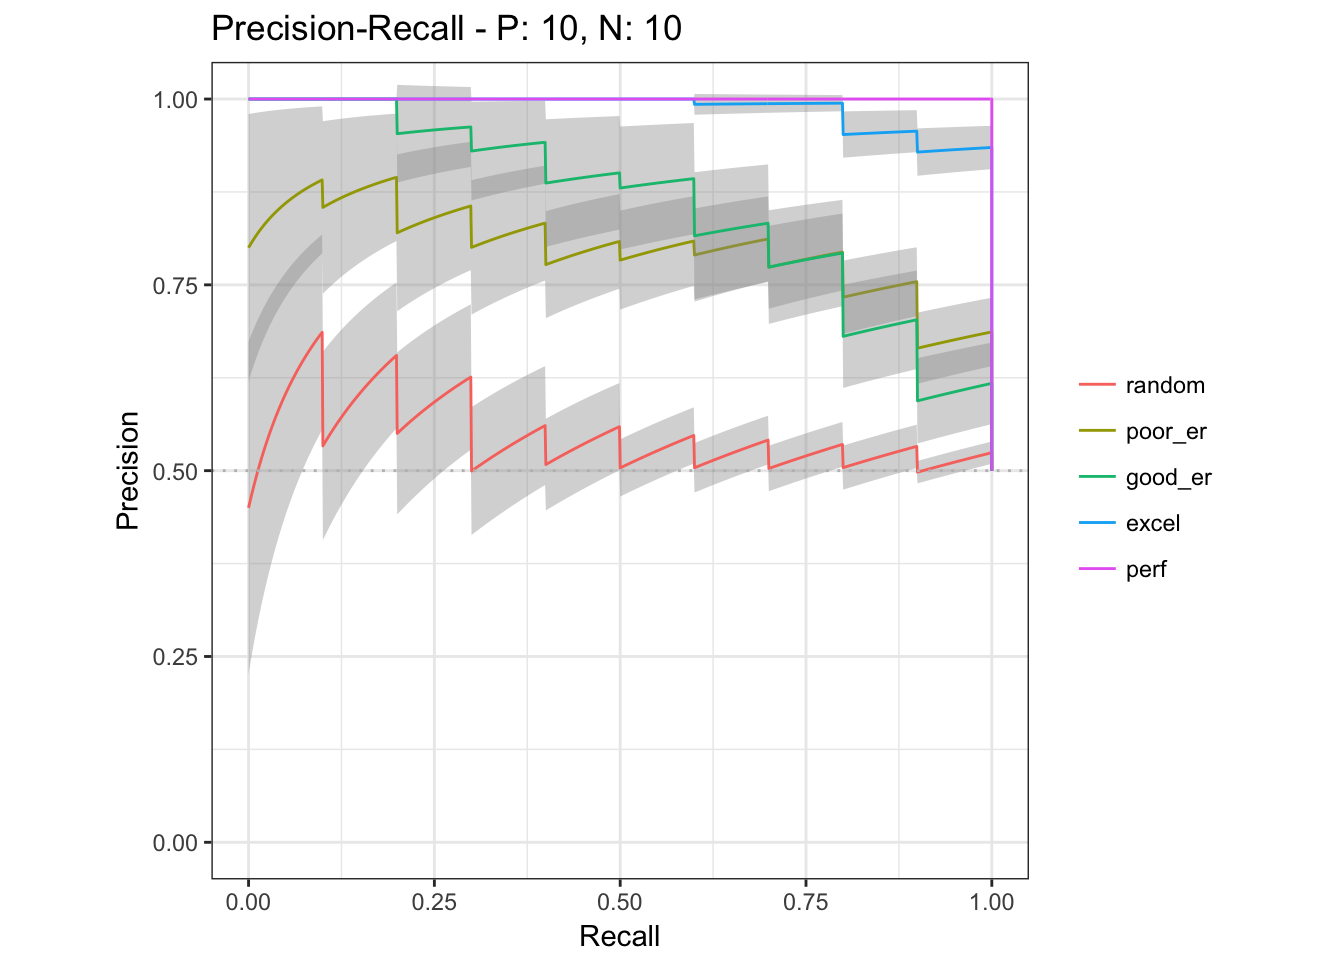 Precision-Recall - P: 10, N: 10
1.00
0.75
0.50
0.25
0.00
Precision
0.00 0.25 0.50 0.75 1.00
Recall
random
poor_er
good_er
excel
perf